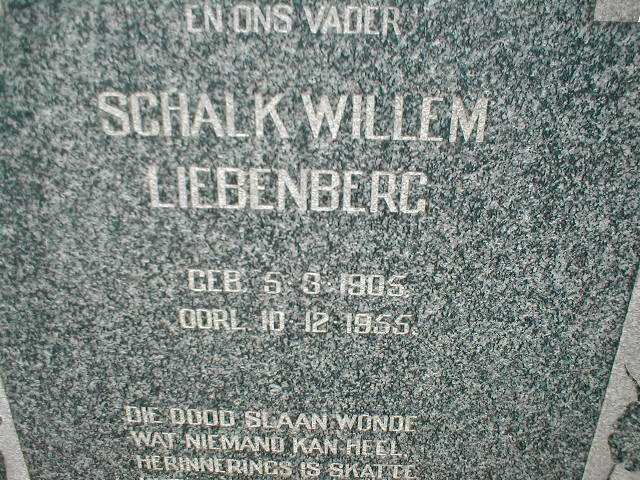 EN ONS VADER
SCHALK WILLEM
LIEBENBERG
GEB 5 3 1905.
OORL 10 12 1955.
DIE DOOD SLAAN WONDE
WAT NIEMAND KAN HEEL,
HERINNERINGS IS SKATTE